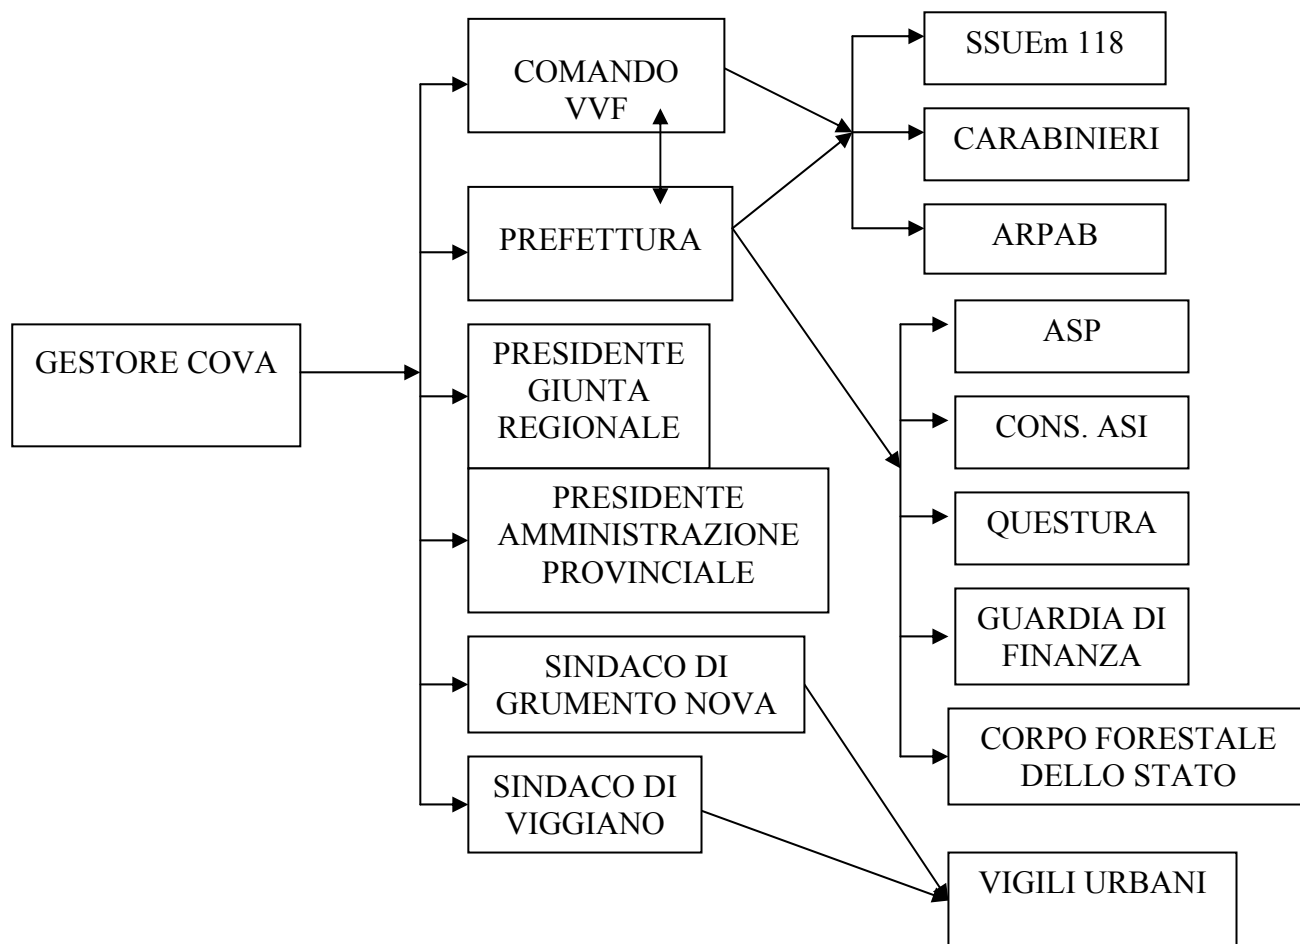 GESTORE COVA
COMANDO
VVF
PREFETTURA
PRESIDENTE
GIUNTA
REGIONALE
PRESIDENTE
AMMINISTRAZIONE
PROVINCIALE
SINDACO DI
GRUMENTO NOVA
SINDACO DI
VIGGIANO
SSUEm 118
CARABINIERI
ARPAB
ASP
CONS. ASI
QUESTURA
GUARDIA DI
FINANZA
CORPO FORESTALE
DELLO STATO
VIGILI URBANI